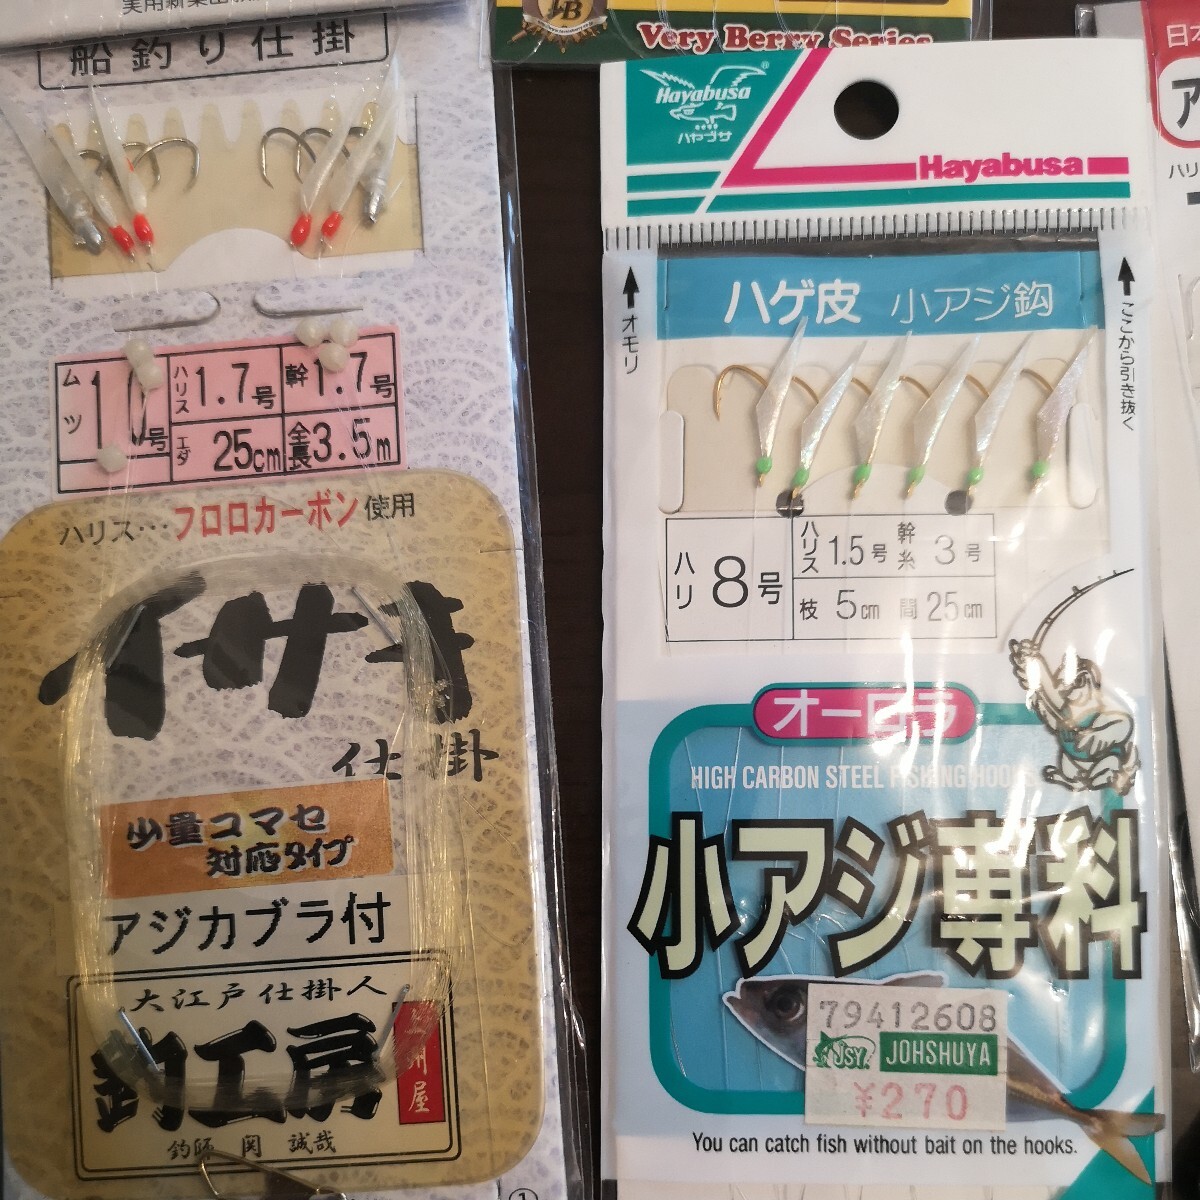 船釣り仕掛
ムツ
10号
ハリス
1.7号
幹
1.7号
エダ
25cm
全長
3.5m
ハリス…フロロカーボン使用
イサキ
仕掛
少量コマセ
対応タイプ
アジカブラ付
大江戸仕掛人
釣工房
上州屋
釣師 関 誠哉
Very Berry Series
Hayabusa
ハヤブサ
Hayabusa
オモリ
ここから引き抜く
ハゲ皮 小アジ鈎
ハリ
8号
ハリス
1.5号
幹糸
3号
枝
5cm
間
25cm
オーロラ
HIGH CARBON STEEL FISHING HOOKS
小アジ専科
79412608
JSY
JOHSHUYA
¥270
You can catch fish without bait on the hooks.